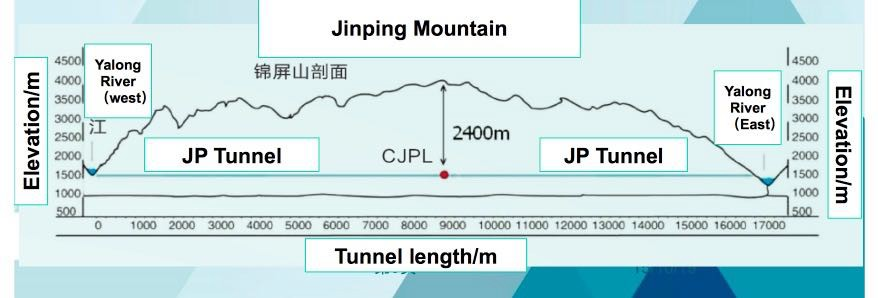 Jinping Mountain
锦屏山剖面
Elevation/m
4500
4000
3500
3000
2500
2000
1500
1000
500
Yalong
River
（west）
江
JP Tunnel
CJPL
2400m
JP Tunnel
Yalong
River
（East）
4500
4000
3500
3000
2500
2000
1500
1000
500
Elevation/m
0 1000 2000 3000 4000 5000 6000 7000 8000 9000 10000 11000 12000 13000 14000 15000 16000 17000
Tunnel length/m